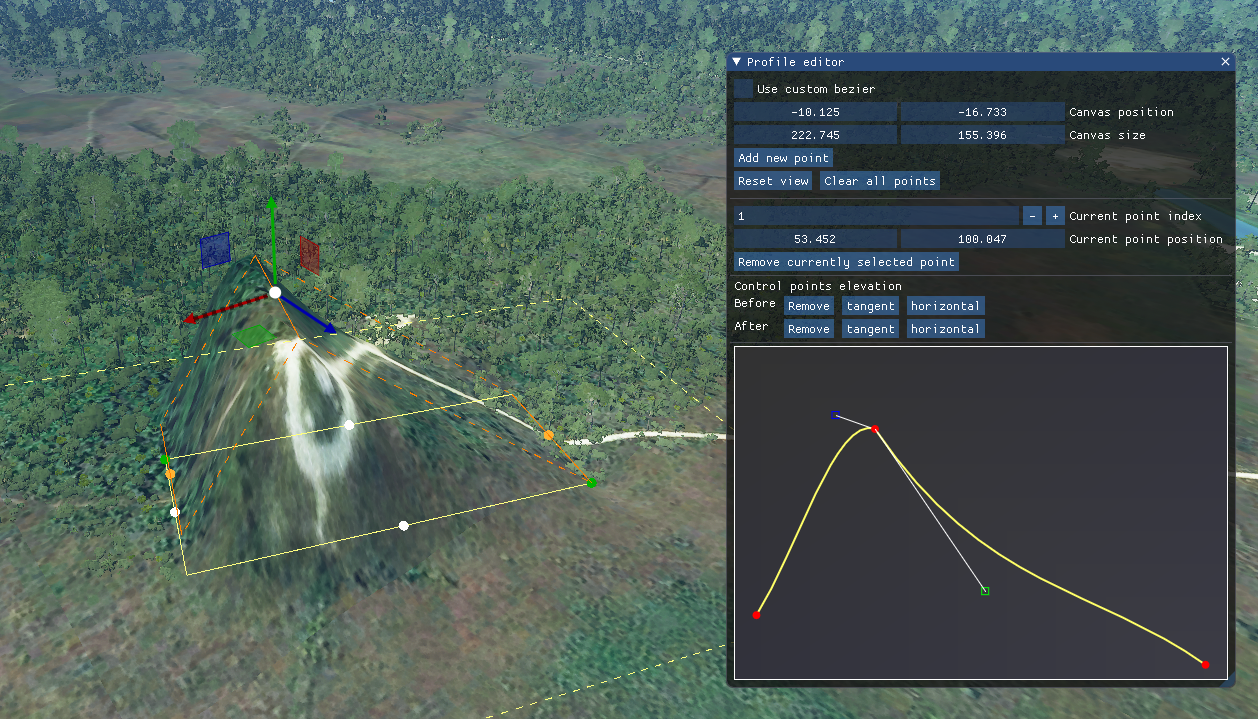 Profile editor
Use custom bezier
-10.125 -16.733 Canvas position
222.745 155.396 Canvas size
Add new point
Reset view Clear all points
1 - + Current point index
53.452 100.047 Current point position
Remove currently selected point
Control points elevation
Before Remove tangent horizontal
After Remove tangent horizontal